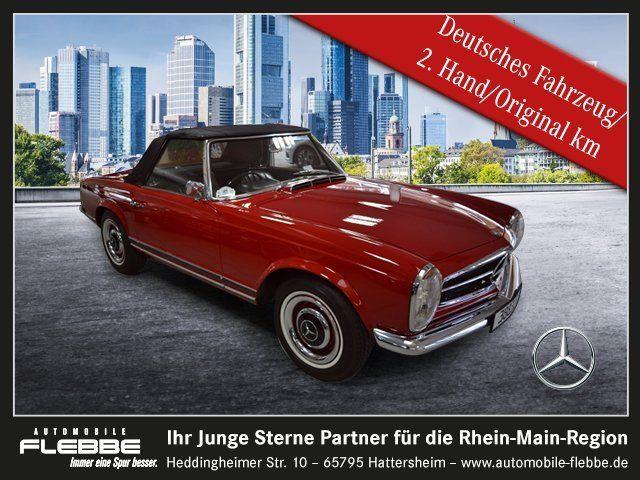 Deutsches Fahrzeug/
2. Hand/Original km
AUTOMOBILE
FLEBBE
Immer eine Spur besser.
Ihr Junge Sterne Partner für die Rhein-Main-Region
Heddingheimer Str. 10 – 65795 Hattersheim – www.automobile-flebbe.de